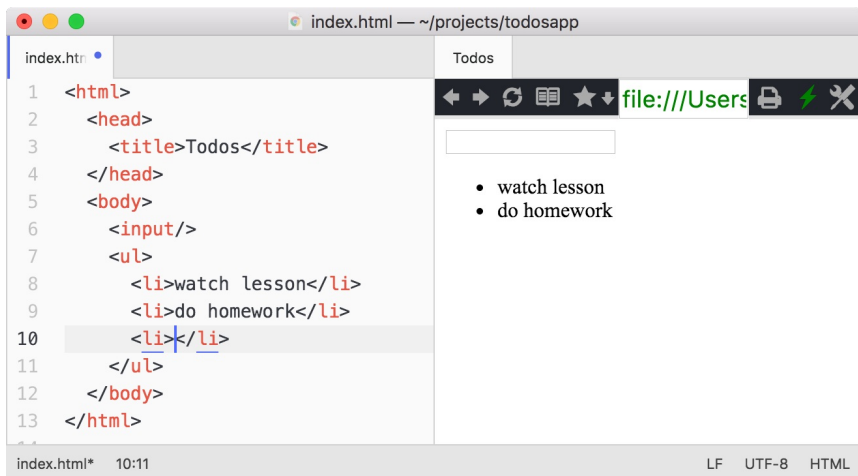 index.html — ~/projects/todosapp
index.htm
Todos
file:///Users
1 <html>
2 <head>
3 <title>Todos</title>
4 </head>
5 <body>
6 <input/>
7 <ul>
8 <li>watch lesson</li>
9 <li>do homework</li>
10 <li></li>
11 </ul>
12 </body>
13 </html>
• watch lesson
• do homework
index.html* 10:11 LF UTF-8 HTML